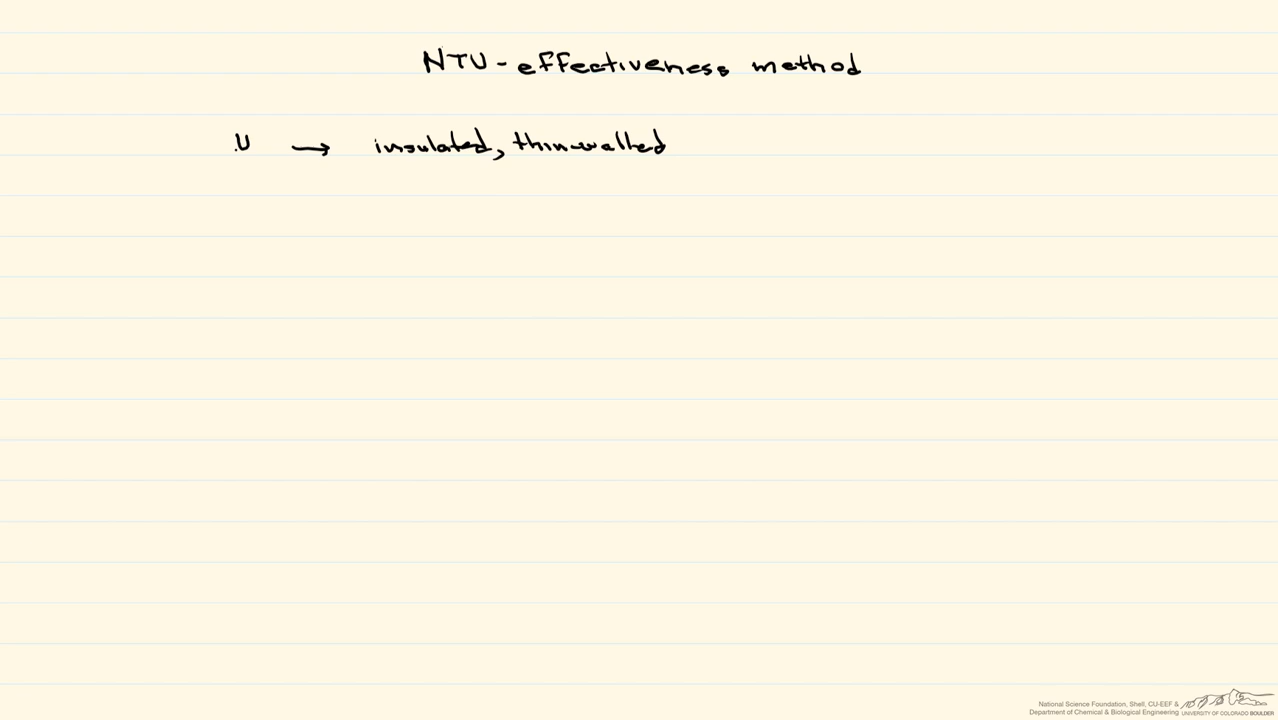 NTU - effectiveness method
U → insulated, thin-walled
National Science Foundation, Shell, CU-EEF &
Department of Chemical & Biological Engineering UNIVERSITY OF COLORADO BOULDER